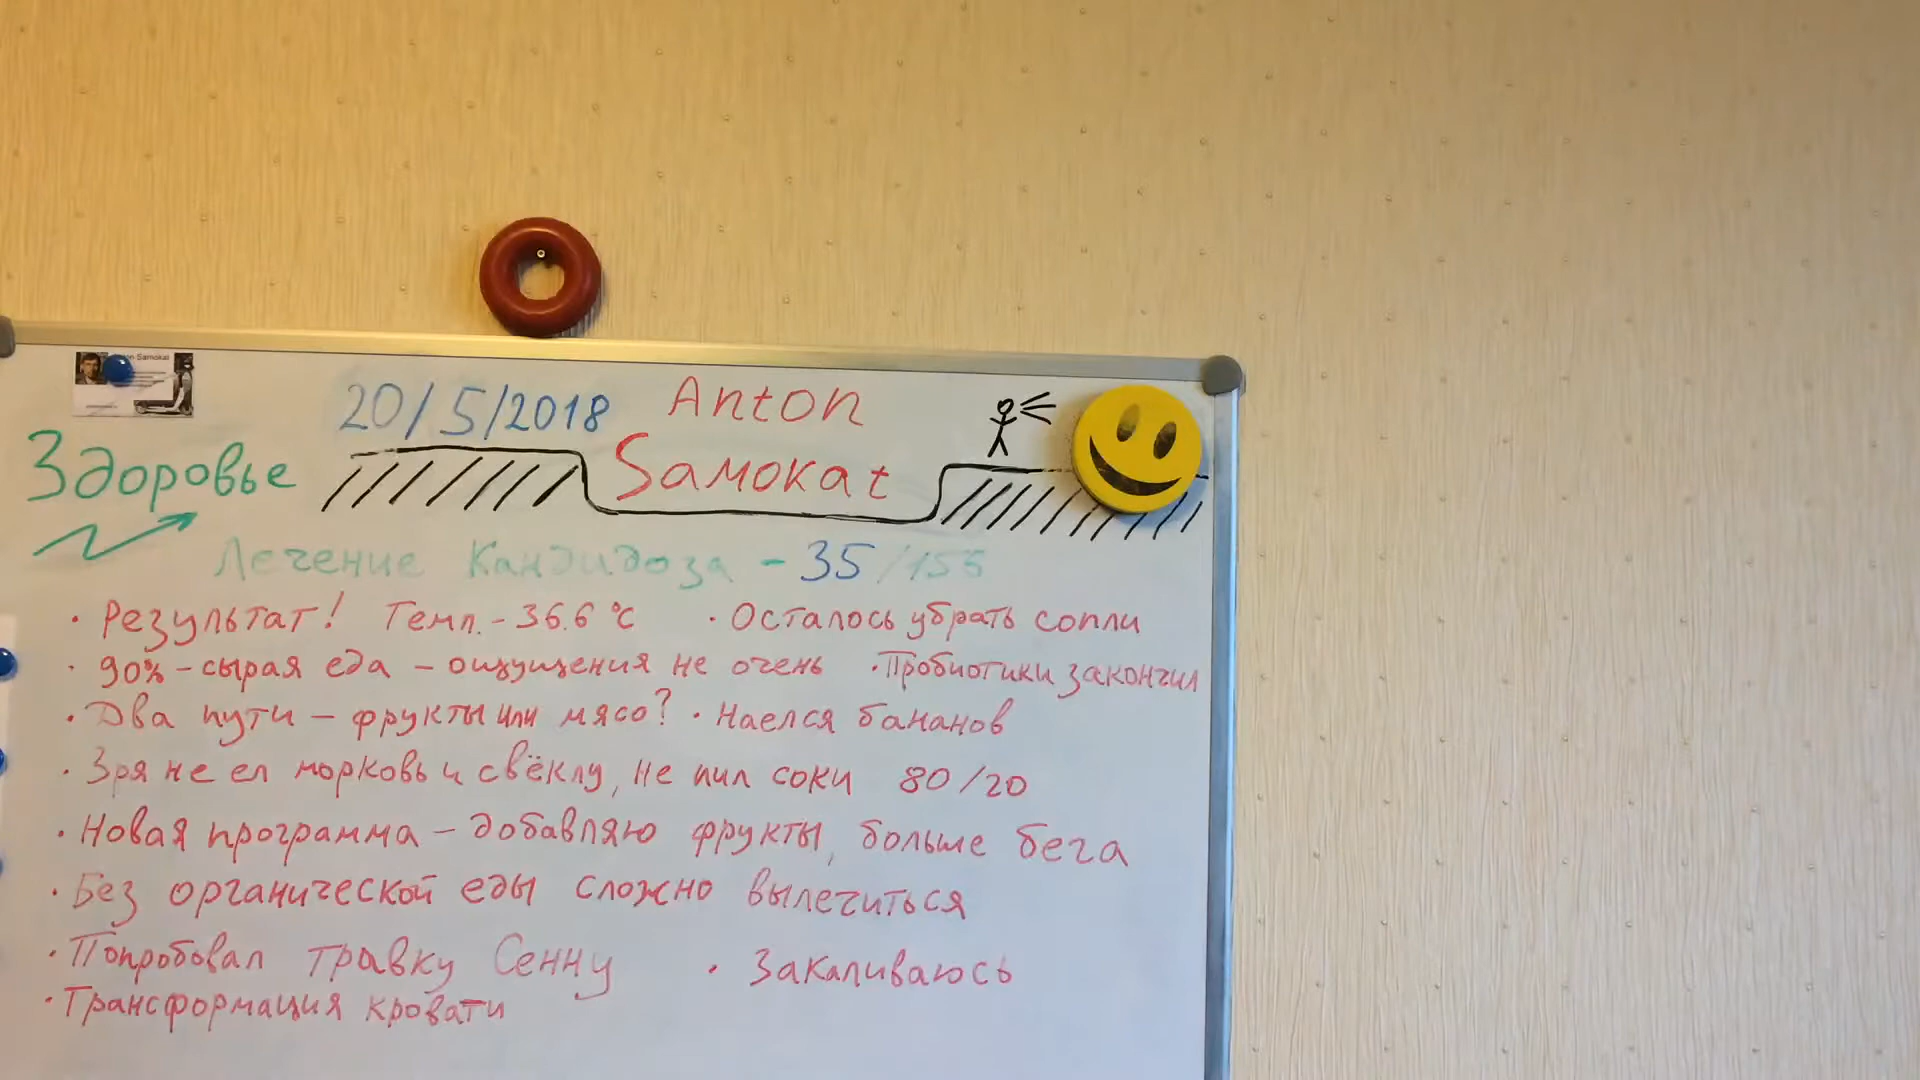 on Samokat
20/5/2018
Anton
Samokat
Здоровье
Лечение Кандидоза - 35/155
· Результат! Темп. - 36.6 °C · Осталось убрать сопли
· 90% - сырая еда - ощущения не очень · Пробиотики закончил
· Два пути - фрукты или мясо? · Наелся бананов
· Зря не ел морковь и свёклу, не пил соки 80/20
· Новая программа - добавляю фрукты, больше бега
· Без органической еды сложно вылечиться
· Попробовал травку Сенну · Закаливаюсь
· Трансформация кровати